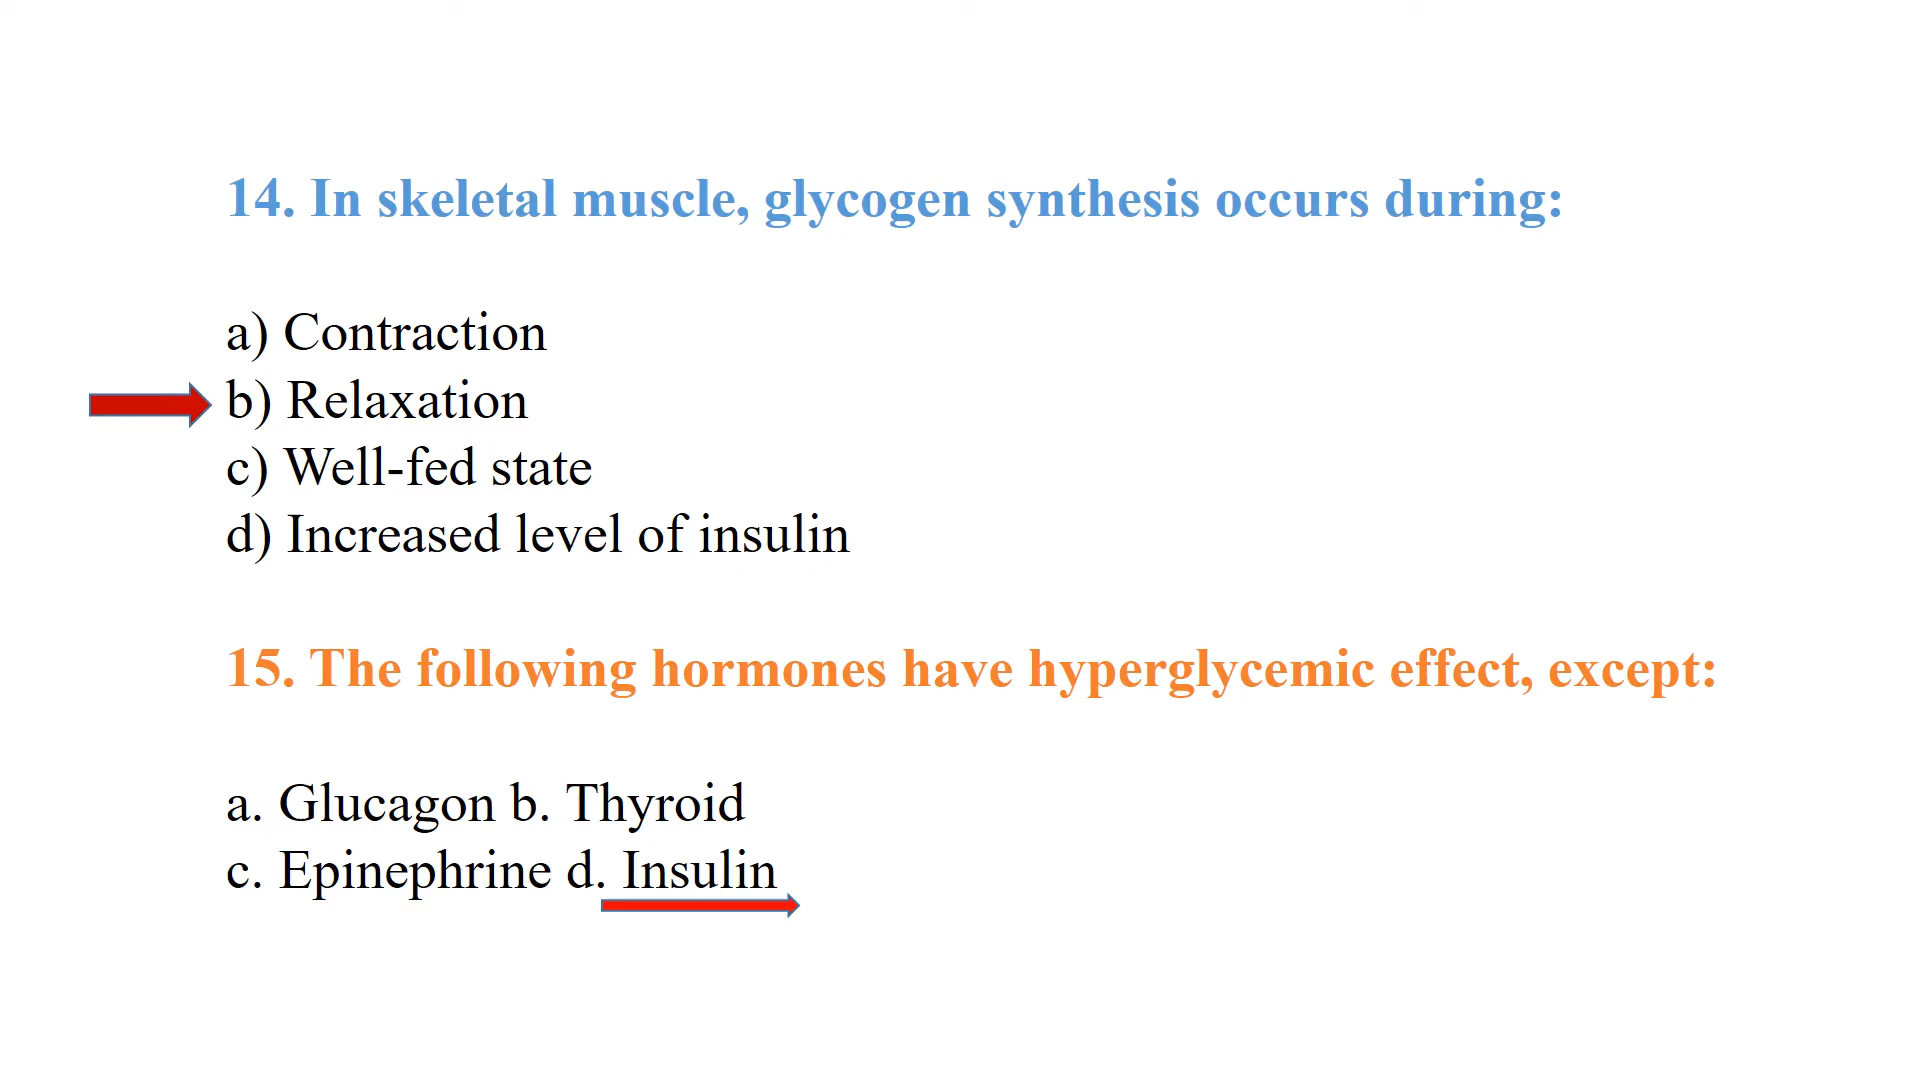 14. In skeletal muscle, glycogen synthesis occurs during:
a) Contraction
b) Relaxation
c) Well-fed state
d) Increased level of insulin
15. The following hormones have hyperglycemic effect, except:
a. Glucagon b. Thyroid
c. Epinephrine d. Insulin